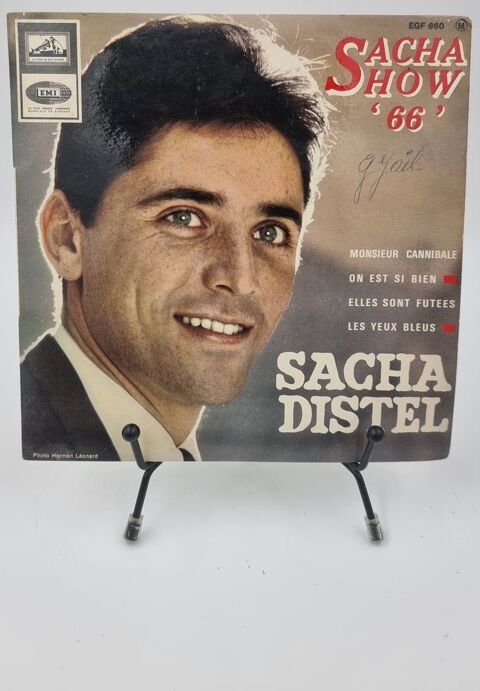 EGF 860 M
SACHA
SHOW
'66'
EMI
MONSIEUR CANNIBALE
ON EST SI BIEN
ELLES SONT FUTEES
LES YEUX BLEUS
SACHA
DISTEL
Photo Herman Léonard